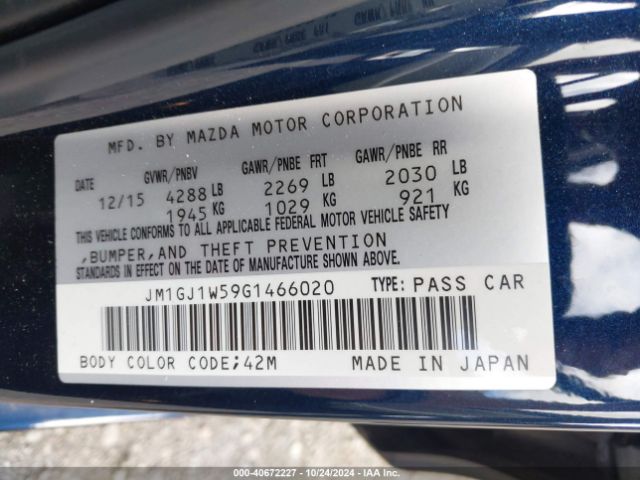 MFD. BY MAZDA MOTOR CORPORATION
DATE GVWR/PNBV GAWR/PNBE FRT GAWR/PNBE RR
12/15 4288 LB 2269 LB 2030 LB
1945 KG 1029 KG 921 KG
THIS VEHICLE CONFORMS TO ALL APPLICABLE FEDERAL MOTOR VEHICLE SAFETY
,BUMPER,AND THEFT PREVENTION
STANDARDS IN EFFECT ON THE DATE OF MANUFACTURE SHOWN ABOVE.
JM1GJ1W59G1466020 TYPE: PASS CAR
BODY COLOR CODE;42M MADE IN JAPAN
000-40672227 - 10/24/2024 - IAA Inc.